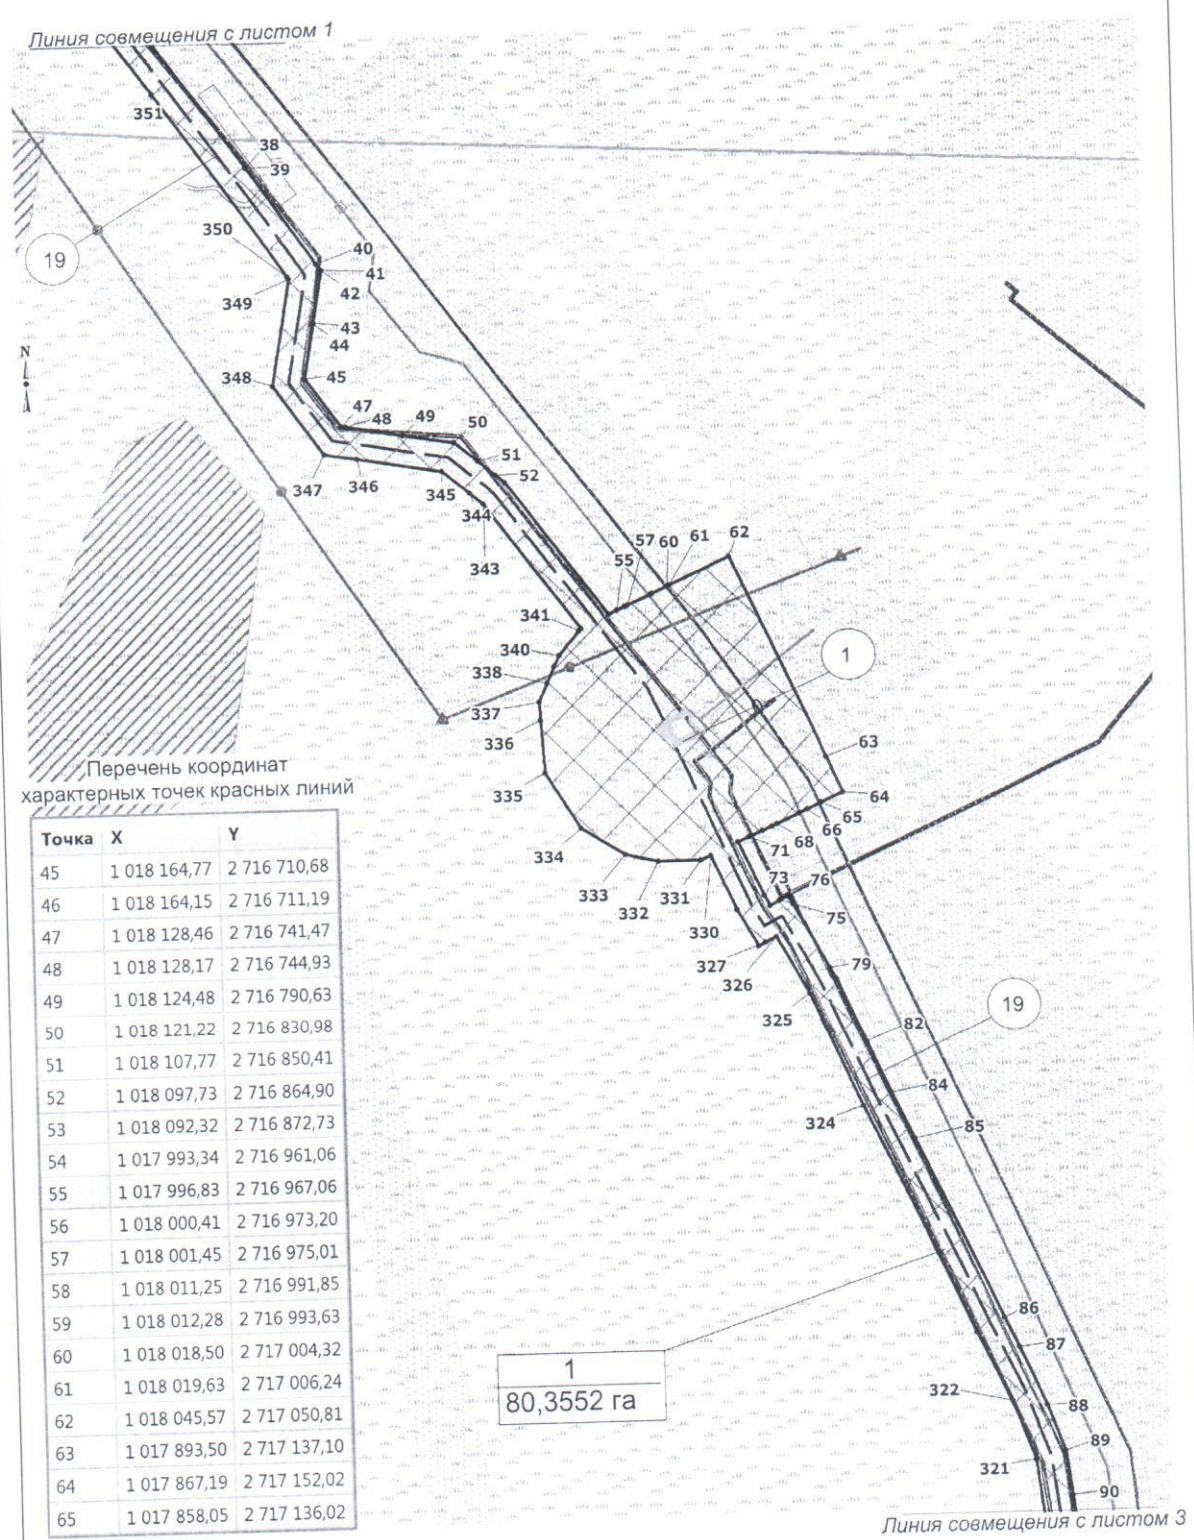 Линия совмещения с листом 1
351
38
39
350
40
19
41
349
42
43
44
N
348
45
47
48
49
50
51
52
347
346
345
344
343
57
60
61
62
55
341
340
1
338
337
336
63
335
64
65
66
68
334
71
333
73
76
331
332
75
330
327
79
326
19
325
82
84
324
85
86
87
322
88
89
321
90
1
80,3552 га
Перечень координат
характерных точек красных линий
Точка X Y
45 1 018 164,77 2 716 710,68
46 1 018 164,15 2 716 711,19
47 1 018 128,46 2 716 741,47
48 1 018 128,17 2 716 744,93
49 1 018 124,48 2 716 790,63
50 1 018 121,22 2 716 830,98
51 1 018 107,77 2 716 850,41
52 1 018 097,73 2 716 864,90
53 1 018 092,32 2 716 872,73
54 1 017 993,34 2 716 961,06
55 1 017 996,83 2 716 967,06
56 1 018 000,41 2 716 973,20
57 1 018 001,45 2 716 975,01
58 1 018 011,25 2 716 991,85
59 1 018 012,28 2 716 993,63
60 1 018 018,50 2 717 004,32
61 1 018 019,63 2 717 006,24
62 1 018 045,57 2 717 050,81
63 1 017 893,50 2 717 137,10
64 1 017 867,19 2 717 152,02
65 1 017 858,05 2 717 136,02
Линия совмещения с листом 3